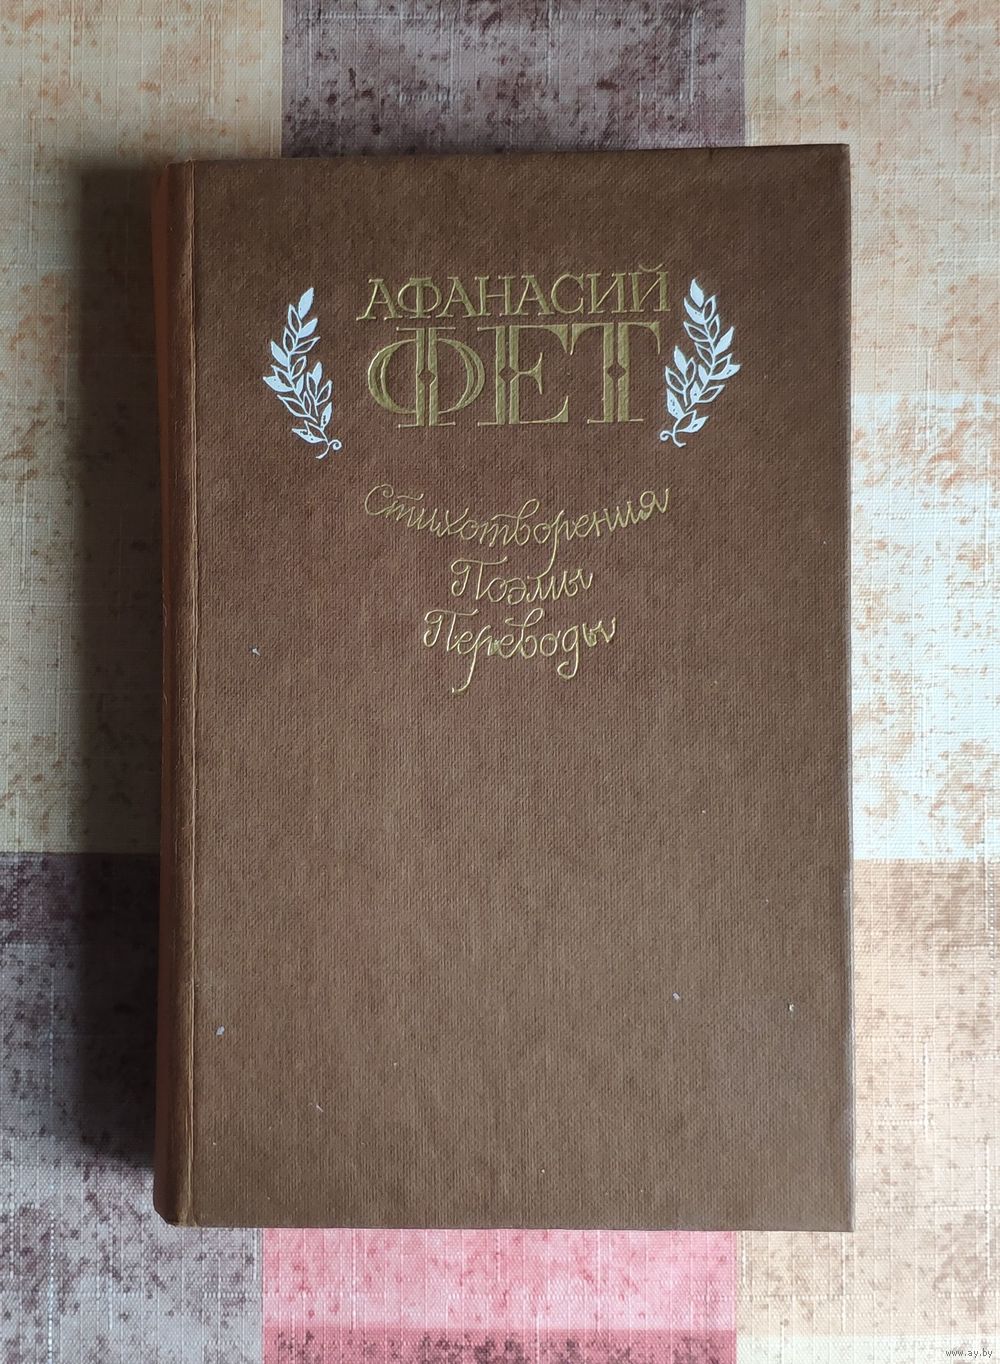 АФАНАСИЙ
ФЕТ
Стихотворения
Поэмы
Переводы
www.ay.by